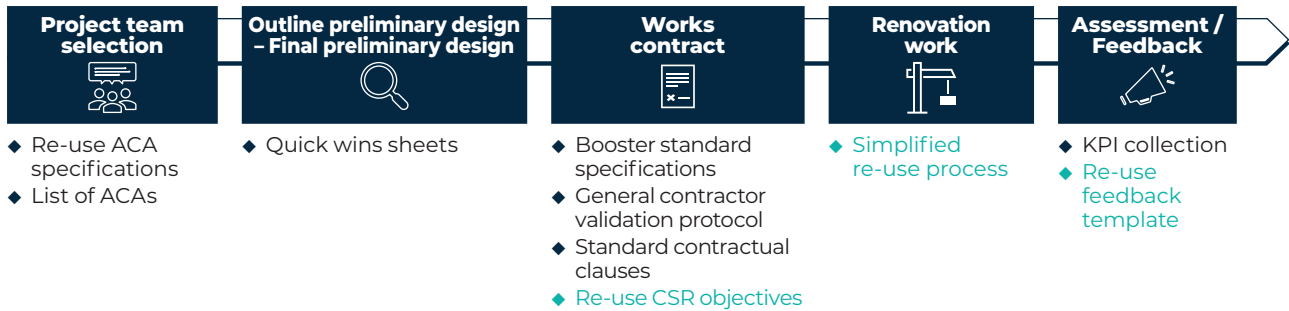 Project team
selection
Outline preliminary design
– Final preliminary design
Works
contract
Renovation
work
Assessment /
Feedback
◆ Re-use ACA
specifications
◆ List of ACAs
◆ Quick wins sheets
◆ Booster standard
specifications
◆ General contractor
validation protocol
◆ Standard contractual
clauses
◆ Re-use CSR objectives
◆ Simplified
re-use process
◆ KPI collection
◆ Re-use
feedback
template